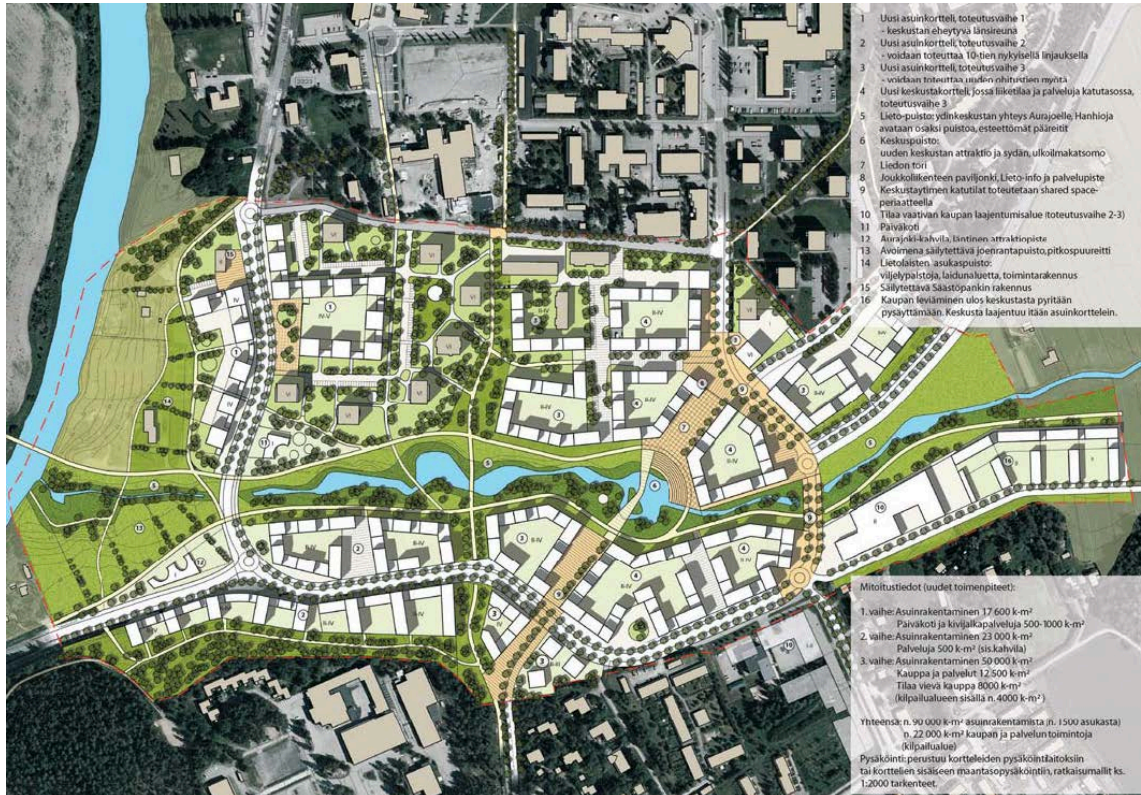 1 Uusi asuinkortteli, toteutusvaihe 1
- keskustan eheytyvä länsireuna
2 Uusi asuinkortteli, toteutusvaihe 2
- voidaan toteuttaa 10-tien nykyisellä linjauksella
3 Uusi asuinkortteli, toteutusvaihe 3
- voidaan toteuttaa uuden ohitustien myötä
4 Uusi keskustakortteli, jossa liiketilaa ja palveluja katutasossa,
toteutusvaihe 3
5 Lieto-puisto: ydinkeskustan yhteys Aurajoelle, Hanhioja
avataan osaksi puistoa, esteettömät pääreitit
6 Keskuspuisto:
uuden keskustan attraktio ja sydän, ulkoilmakatsomo
7 Liedon tori
8 Joukkoliikenteen paviljonki, Lieto-info ja palvelupiste
9 Keskustaytimen katutilat toteutetaan shared space-
periaatteella
10 Tilaa vaativan kaupan laajentumisalue (toteutusvaihe 2-3)
11 Päiväkoti
12 Aurajoki-kahvila, läntinen attraktiopiste
13 Avoimena säilytettävä joenrantapuisto, pitkospuureitti
14 Lietolaisten asukaspuisto:
viljelypalstoja, laidunaluetta, toimintarakennus
15 Säilytettävä Säästöpankin rakennus
16 Kaupan leviäminen ulos keskustasta pyritään
pysäyttämään. Keskusta laajentuu itään asuinkorttelein.
Mitoitustiedot (uudet toimenpiteet):
1. vaihe: Asuinrakentaminen 17 600 k-m²
Päiväkoti ja kivijalkapalveluja 500-1000 k-m²
2. vaihe: Asuinrakentaminen 23 000 k-m²
Palveluja 500 k-m² (sis.kahvila)
3. vaihe: Asuinrakentaminen 50 000 k-m²
Kauppa ja palvelut 12 500 k-m²
Tilaa vievä kauppa 8000 k-m²
(kilpailualueen sisällä n. 4000 k-m²)
Yhteensä: n. 90 000 k-m² asuinrakentamista (n. 1500 asukasta)
n. 22 000 k-m² kaupan ja palvelun toimintoja
(kilpailualue)
Pysäköinti: perustuu kortteleiden pysäköintilaitoksiin
tai korttelien sisäiseen maantasopysäköintiin, ratkaisumallit ks.
1:2000 tarkenteet.